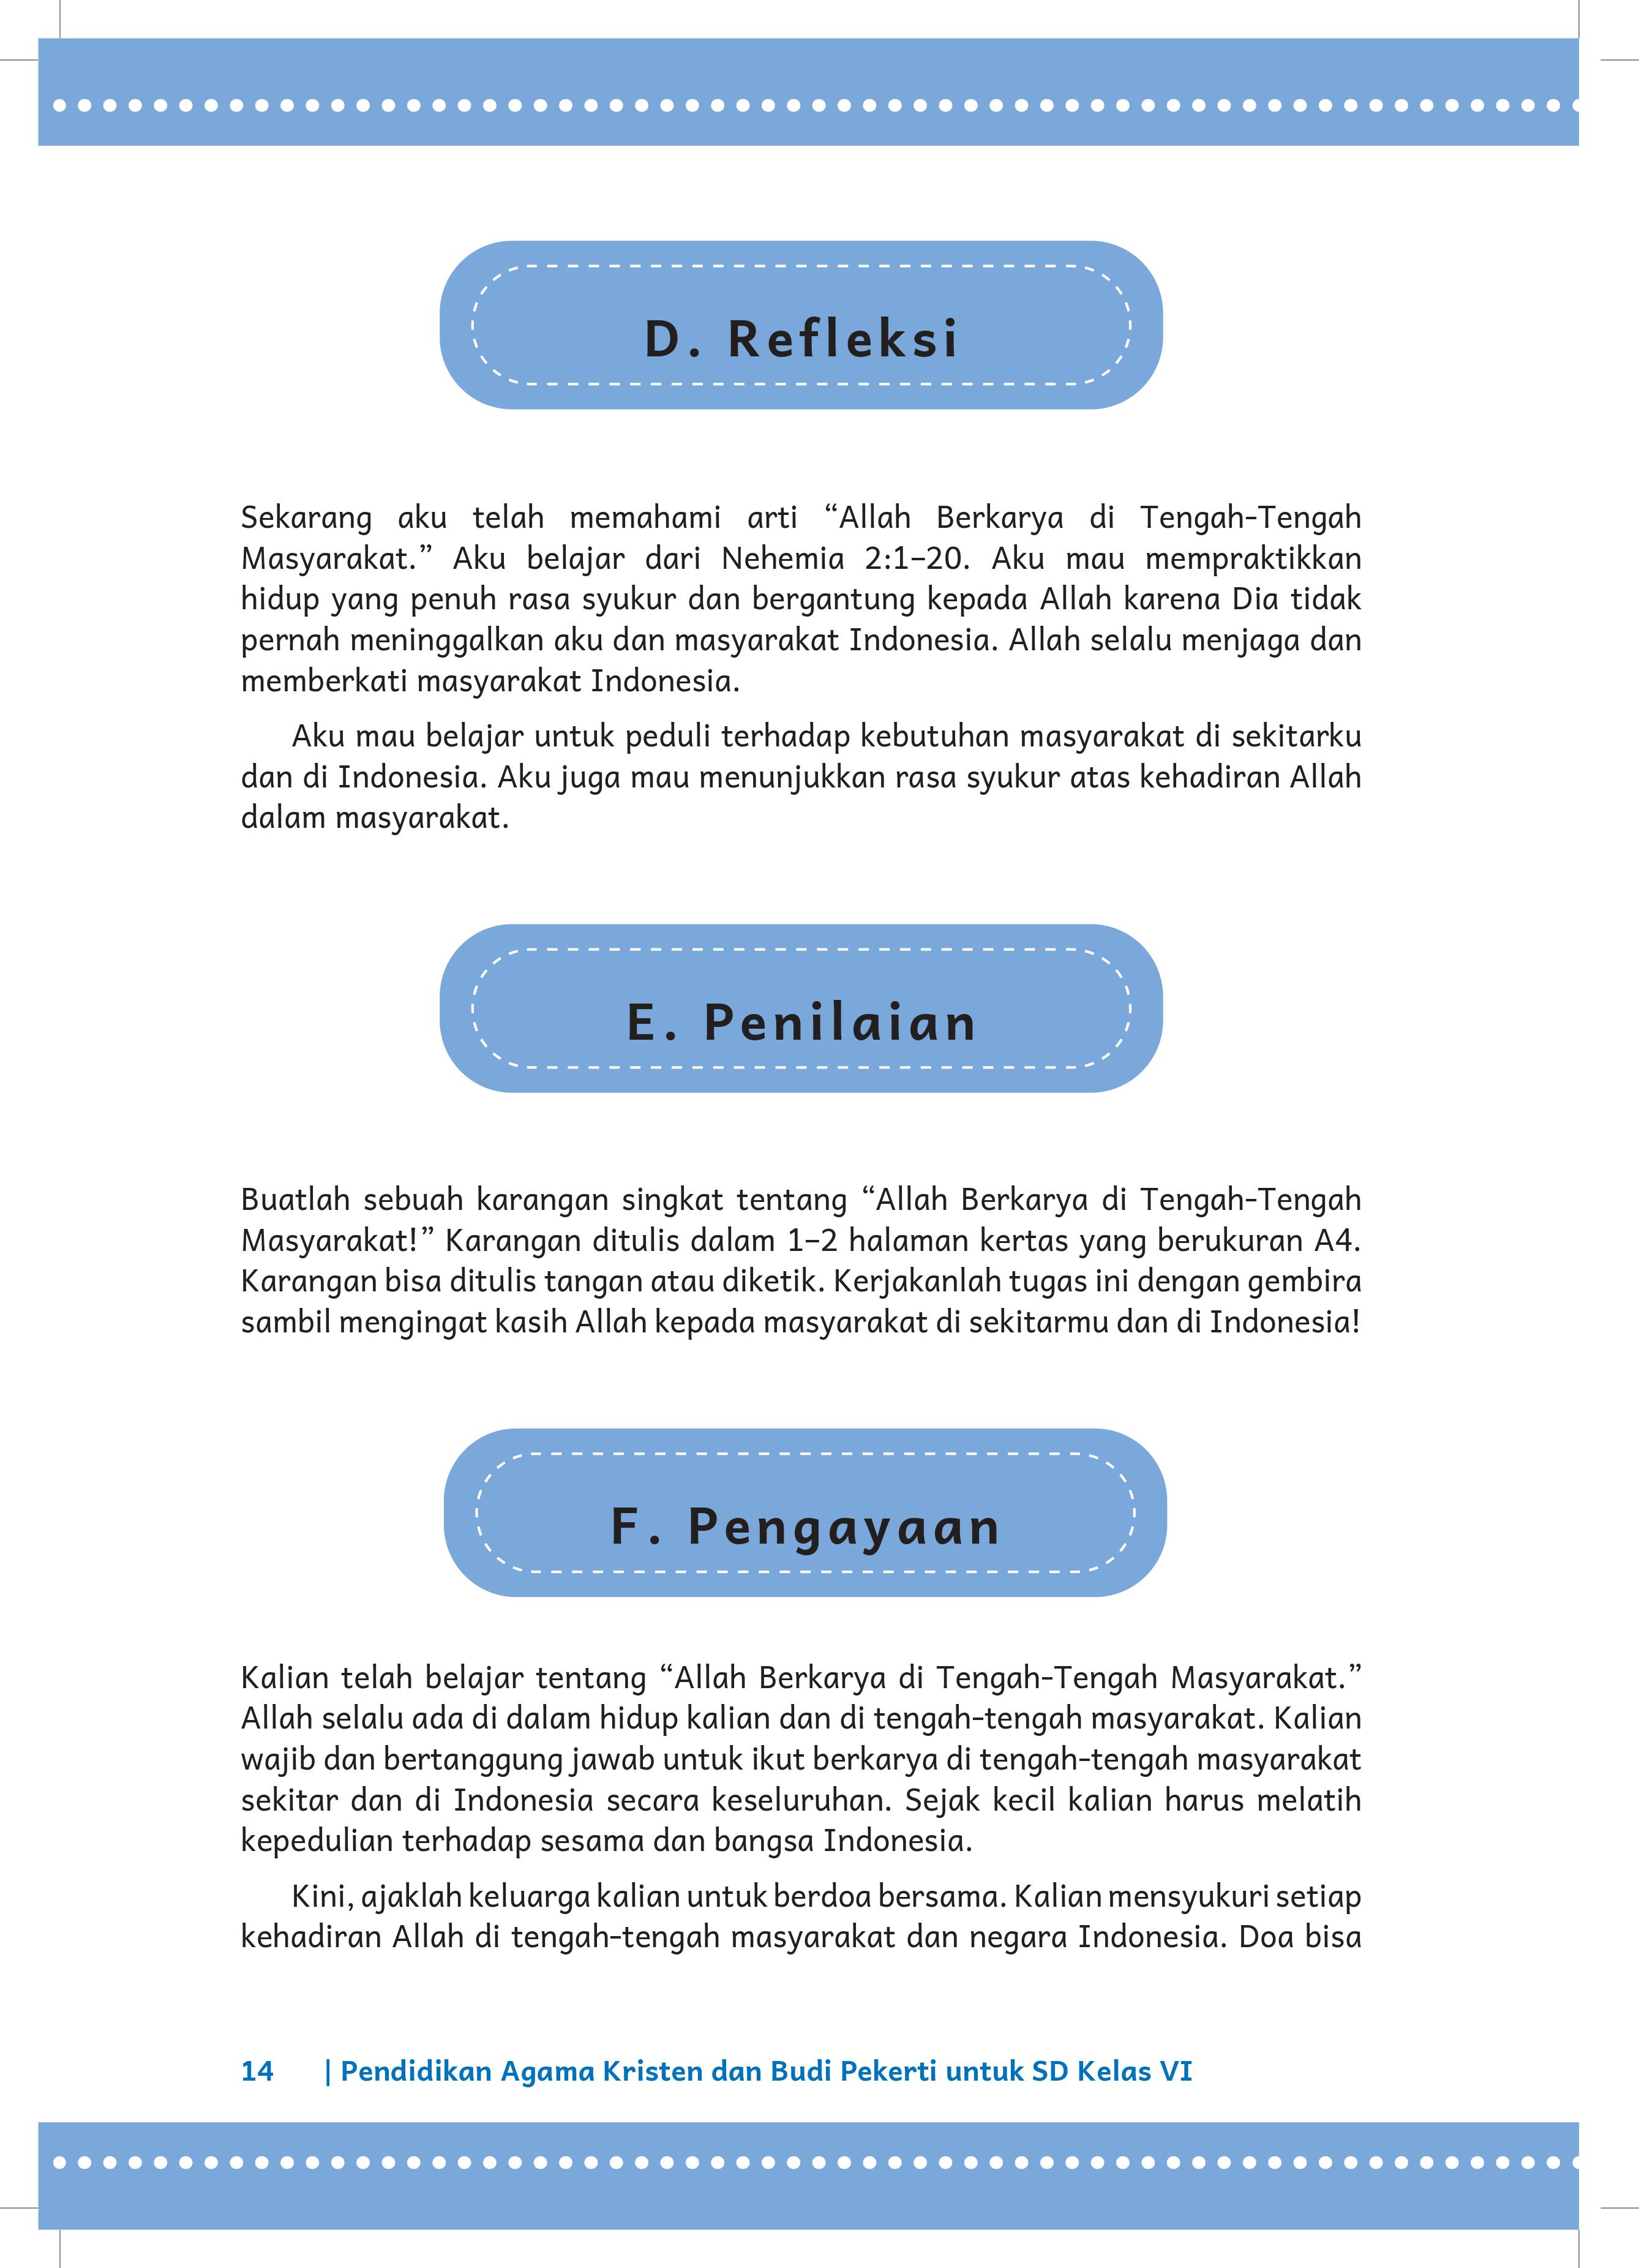 D. Refleksi
Sekarang aku telah memahami arti “Allah Berkarya di Tengah-Tengah
Masyarakat.” Aku belajar dari Nehemia 2:1–20. Aku mau mempraktikkan
hidup yang penuh rasa syukur dan bergantung kepada Allah karena Dia tidak
pernah meninggalkan aku dan masyarakat Indonesia. Allah selalu menjaga dan
memberkati masyarakat Indonesia.
Aku mau belajar untuk peduli terhadap kebutuhan masyarakat di sekitarku
dan di Indonesia. Aku juga mau menunjukkan rasa syukur atas kehadiran Allah
dalam masyarakat.
E. Penilaian
Buatlah sebuah karangan singkat tentang “Allah Berkarya di Tengah-Tengah
Masyarakat!” Karangan ditulis dalam 1–2 halaman kertas yang berukuran A4.
Karangan bisa ditulis tangan atau diketik. Kerjakanlah tugas ini dengan gembira
sambil mengingat kasih Allah kepada masyarakat di sekitarmu dan di Indonesia!
F. Pengayaan
Kalian telah belajar tentang “Allah Berkarya di Tengah-Tengah Masyarakat.”
Allah selalu ada di dalam hidup kalian dan di tengah-tengah masyarakat. Kalian
wajib dan bertanggung jawab untuk ikut berkarya di tengah-tengah masyarakat
sekitar dan di Indonesia secara keseluruhan. Sejak kecil kalian harus melatih
kepedulian terhadap sesama dan bangsa Indonesia.
Kini, ajaklah keluarga kalian untuk berdoa bersama. Kalian mensyukuri setiap
kehadiran Allah di tengah-tengah masyarakat dan negara Indonesia. Doa bisa
14 | Pendidikan Agama Kristen dan Budi Pekerti untuk SD Kelas VI